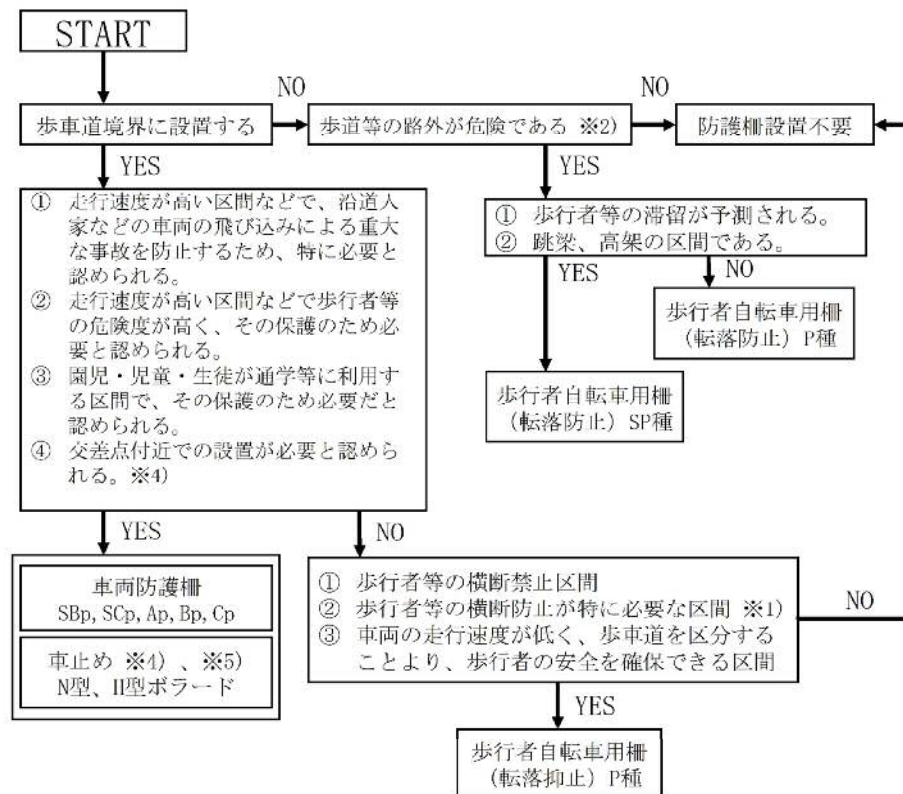 START
NO
NO
歩車道境界に設置する
歩道等の路外が危険である ※2)
防護柵設置不要
YES
YES
① 走行速度が高い区間などで、沿道人
家などの車両の飛び込みによる重大
な事故を防止するため、特に必要と
認められる。
② 走行速度が高い区間などで歩行者等
の危険度が高く、その保護のため必
要と認められる。
③ 園児・児童・生徒が通学等に利用す
る区間で、その保護のため必要だと
認められる。
④ 交差点付近での設置が必要と認めら
れる。※4)
① 歩行者等の滞留が予測される。
② 跳梁、高架の区間である。
YES
NO
歩行者自転車用柵
(転落防止) P種
歩行者自転車用柵
(転落防止) SP種
YES
NO
車両防護柵
SBp, SCp, Ap, Bp, Cp
車止め ※4) 、※5)
N型、H型ボラード
① 歩行者等の横断禁止区間
② 歩行者等の横断防止が特に必要な区間 ※1)
③ 車両の走行速度が低く、歩車道を区分する
ことより、歩行者の安全を確保できる区間
NO
YES
歩行者自転車用柵
(転落抑止) P種